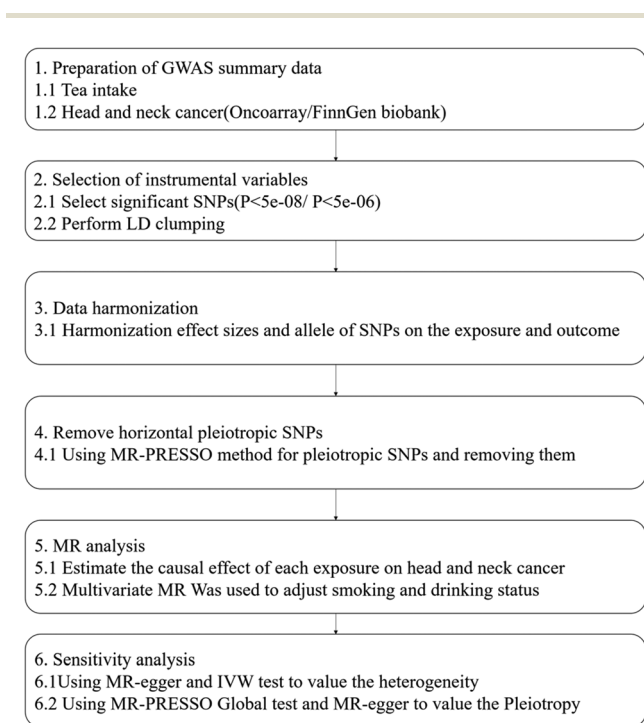 1. Preparation of GWAS summary data
1.1 Tea intake
1.2 Head and neck cancer(Oncoarray/FinnGen biobank)
2. Selection of instrumental variables
2.1 Select significant SNPs(P<5e-08/ P<5e-06)
2.2 Perform LD clumping
3. Data harmonization
3.1 Harmonization effect sizes and allele of SNPs on the exposure and outcome
4. Remove horizontal pleiotropic SNPs
4.1 Using MR-PRESSO method for pleiotropic SNPs and removing them
5. MR analysis
5.1 Estimate the causal effect of each exposure on head and neck cancer
5.2 Multivariate MR Was used to adjust smoking and drinking status
6. Sensitivity analysis
6.1Using MR-egger and IVW test to value the heterogeneity
6.2 Using MR-PRESSO Global test and MR-egger to value the Pleiotropy